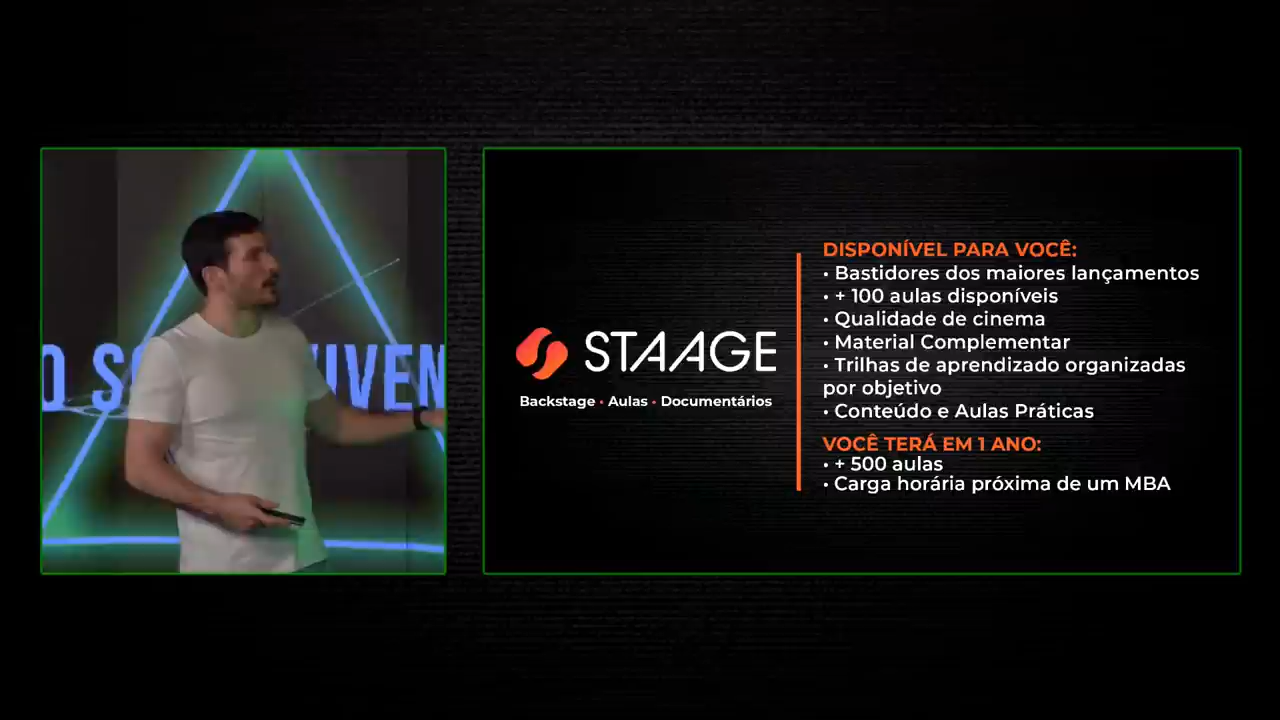 STAAGE
Backstage • Aulas • Documentários
DISPONÍVEL PARA VOCÊ:
• Bastidores dos maiores lançamentos
• + 100 aulas disponíveis
• Qualidade de cinema
• Material Complementar
• Trilhas de aprendizado organizadas
por objetivo
• Conteúdo e Aulas Práticas
VOCÊ TERÁ EM 1 ANO:
• + 500 aulas
• Carga horária próxima de um MBA